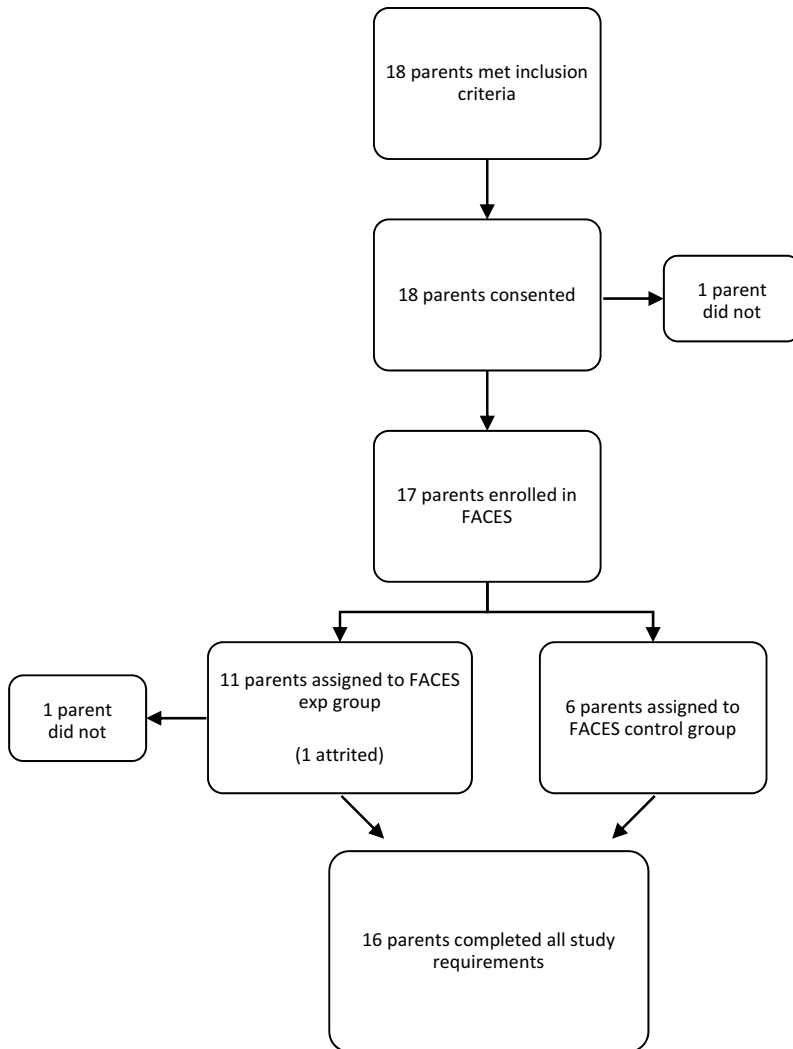 18 parents met inclusion
criteria
18 parents consented
1 parent
did not
17 parents enrolled in
FACES
11 parents assigned to FACES
exp group
(1 attrited)
1 parent
did not
6 parents assigned to
FACES control group
16 parents completed all study
requirements